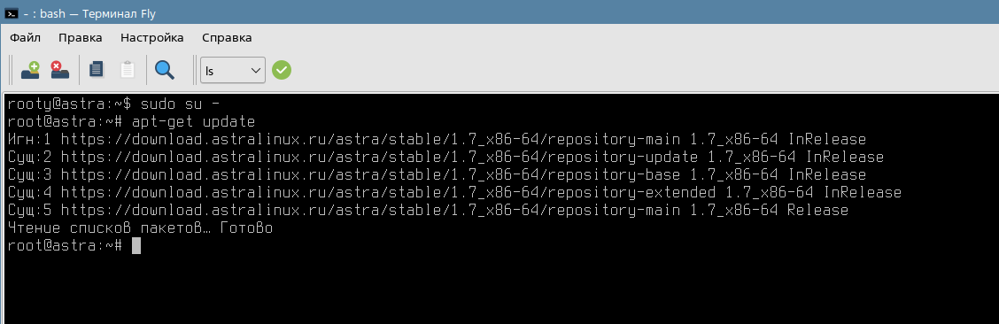 - : bash — Терминал Fly
Файл Правка Настройка Справка
ls
rooty@astra:~$ sudo su -
root@astra:~# apt-get update
Игн:1 https://download.astralinux.ru/astra/stable/1.7_x86-64/repository-main 1.7_x86-64 InRelease
Сущ:2 https://download.astralinux.ru/astra/stable/1.7_x86-64/repository-update 1.7_x86-64 InRelease
Сущ:3 https://download.astralinux.ru/astra/stable/1.7_x86-64/repository-base 1.7_x86-64 InRelease
Сущ:4 https://download.astralinux.ru/astra/stable/1.7_x86-64/repository-extended 1.7_x86-64 InRelease
Сущ:5 https://download.astralinux.ru/astra/stable/1.7_x86-64/repository-main 1.7_x86-64 Release
Чтение списков пакетов… Готово
root@astra:~#